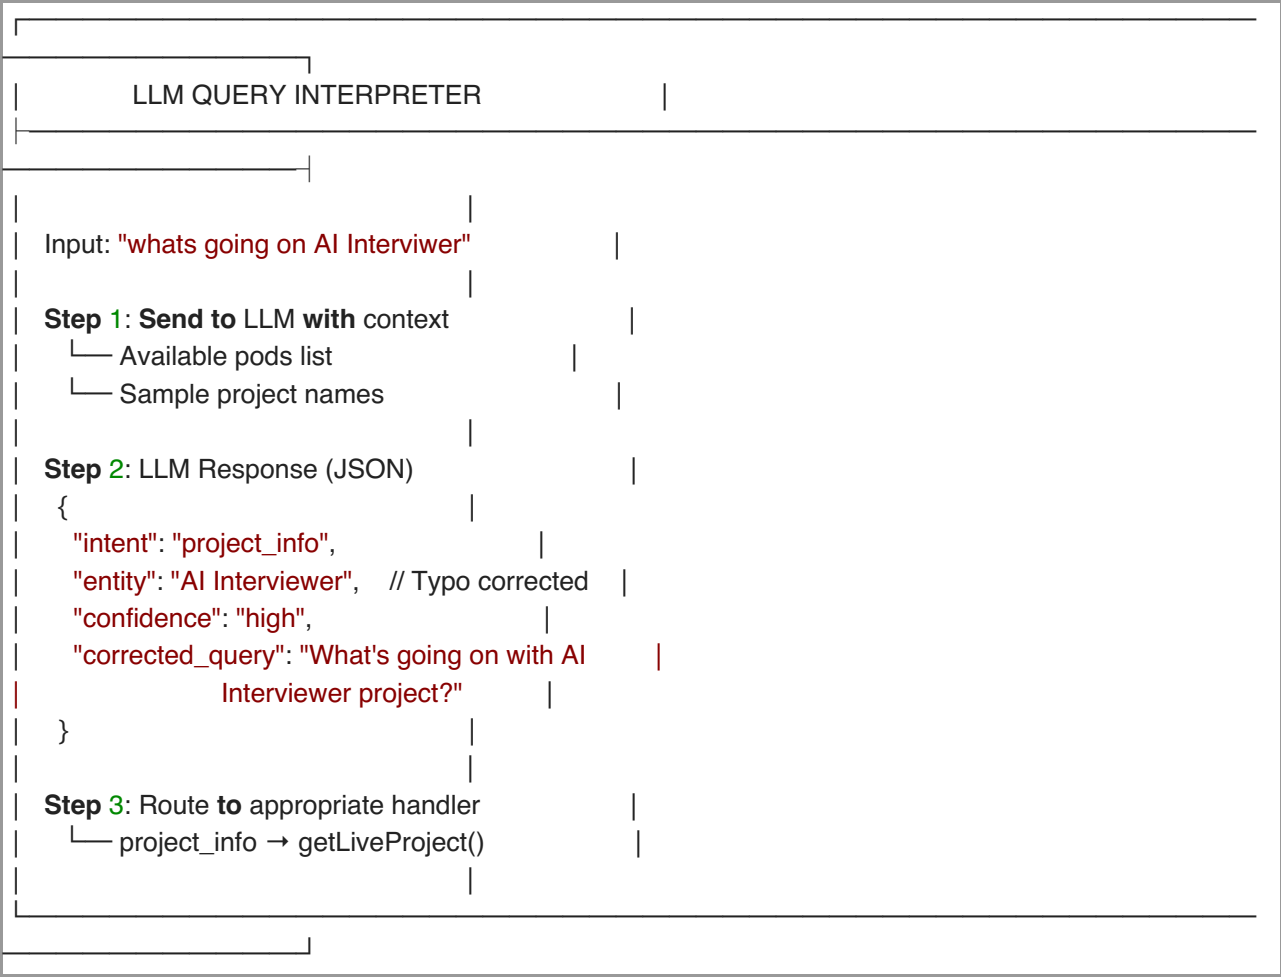 LLM QUERY INTERPRETER
Input: "whats going on AI Interviwer"
Step 1: Send to LLM with context
└── Available pods list
└── Sample project names
Step 2: LLM Response (JSON)
{
"intent": "project_info",
"entity": "AI Interviewer", // Typo corrected
"confidence": "high",
"corrected_query": "What's going on with AI
Interviewer project?"
}
Step 3: Route to appropriate handler
└── project_info → getLiveProject()